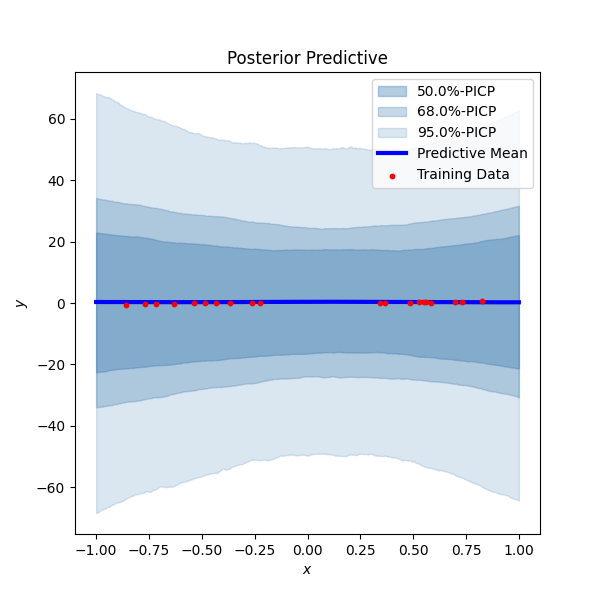 Posterior Predictive
50.0%-PICP
68.0%-PICP
95.0%-PICP
Predictive Mean
Training Data
60
40
20
0
−20
−40
−60
y
−1.00 −0.75 −0.50 −0.25 0.00 0.25 0.50 0.75 1.00
x